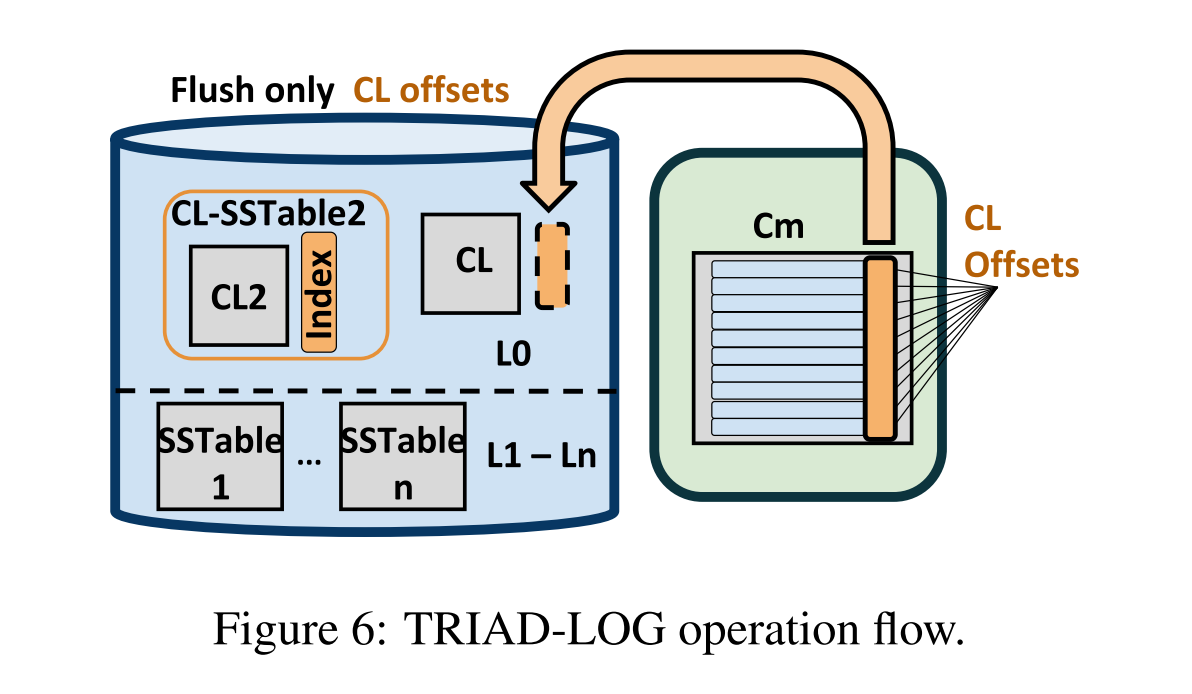 Flush only CL offsets
CL-SSTable2
CL2
Index
CL
L0
SSTable
1
...
SSTable
n
L1 – Ln
Cm
CL
Offsets
Figure 6: TRIAD-LOG operation flow.